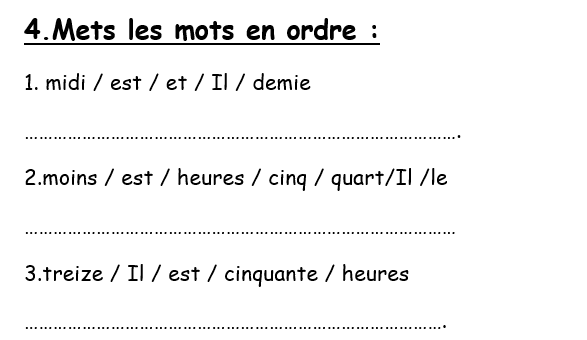 4.Mets les mots en ordre :
1. midi / est / et / Il / demie
………………………………………………………………………………….
2.moins / est / heures / cinq / quart/Il /le
…………………………………………………………………………………
3.treize / Il / est / cinquante / heures
……………………………………………………………………………….